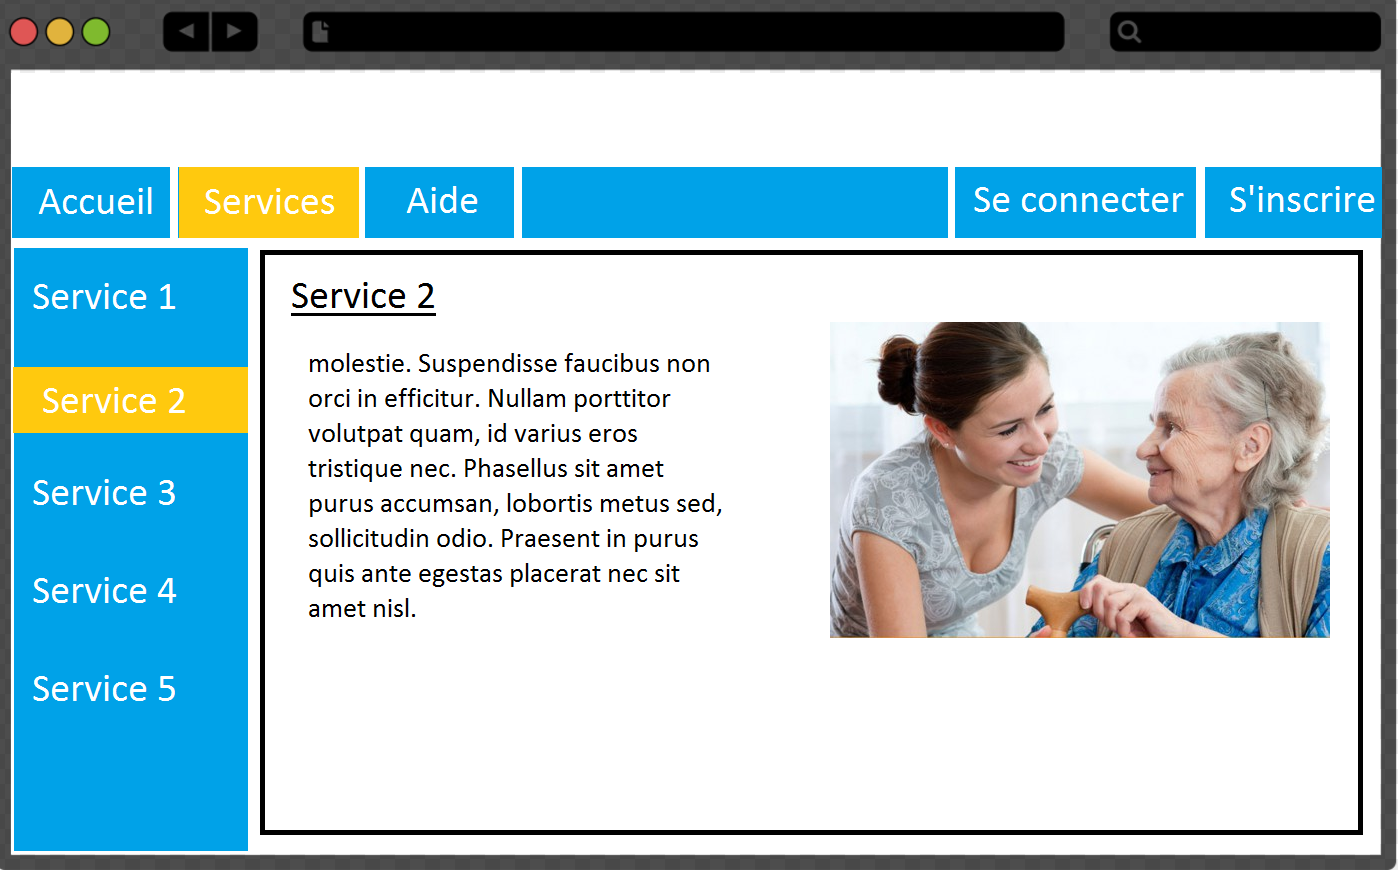 Accueil Services Aide Se connecter S'inscrire
Service 1
Service 2
Service 3
Service 4
Service 5
Service 2
molestie. Suspendisse faucibus non
orci in efficitur. Nullam porttitor
volutpat quam, id varius eros
tristique nec. Phasellus sit amet
purus accumsan, lobortis metus sed,
sollicitudin odio. Praesent in purus
quis ante egestas placerat nec sit
amet nisl.